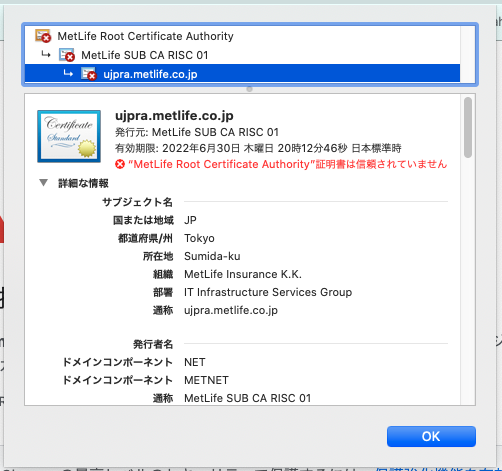 MetLife Root Certificate Authority
MetLife SUB CA RISC 01
ujpra.metlife.co.jp
Certificate
Standard
ujpra.metlife.co.jp
発行元: MetLife SUB CA RISC 01
有効期限: 2022年6月30日 木曜日 20時12分46秒 日本標準時
“MetLife Root Certificate Authority”証明書は信頼されていません
詳細な情報
サブジェクト名
国または地域 JP
都道府県/州 Tokyo
所在地 Sumida-ku
組織 MetLife Insurance K.K.
部署 IT Infrastructure Services Group
通称 ujpra.metlife.co.jp
発行者名
ドメインコンポーネント NET
ドメインコンポーネント METNET
通称 MetLife SUB CA RISC 01
OK